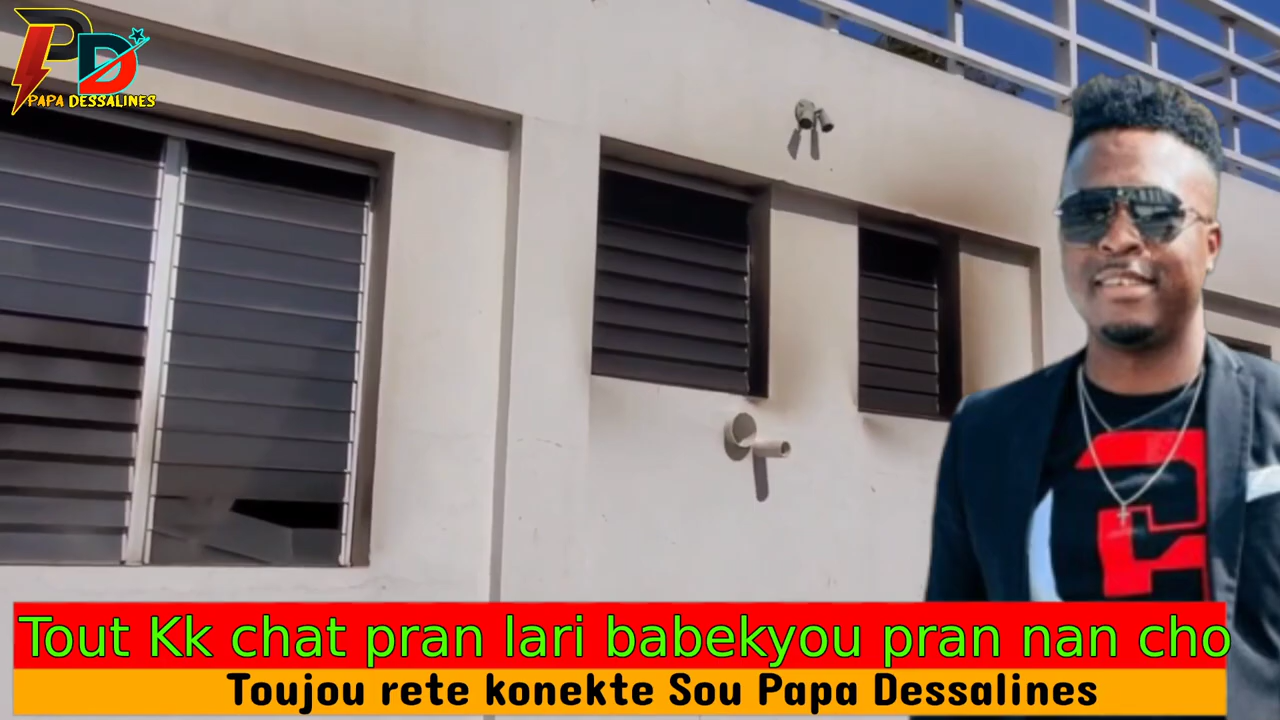 PD
PAPA DESSALINES
Tout Kk chat pran lari babekyou pran nan cho
Toujou rete konekte Sou Papa Dessalines